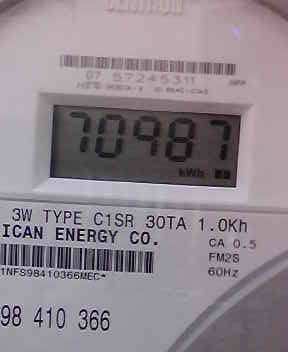 07 57245311
70987
kWh
3W TYPE C1SR 30TA 1.0Kh
ICAN ENERGY CO.
CA 0.5
FM2S
60Hz
1NFS98410366MEC*
98 410 366